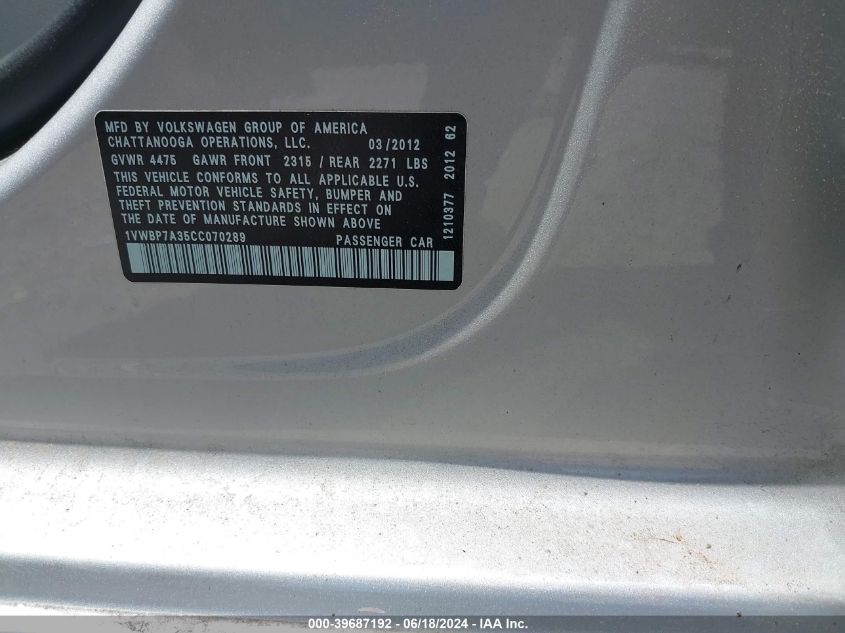 MFD BY VOLKSWAGEN GROUP OF AMERICA
CHATTANOOGA OPERATIONS, LLC. 03/2012
GVWR 4475 GAWR FRONT 2315 / REAR 2271 LBS
THIS VEHICLE CONFORMS TO ALL APPLICABLE U.S.
FEDERAL MOTOR VEHICLE SAFETY, BUMPER AND
THEFT PREVENTION STANDARDS IN EFFECT ON
THE DATE OF MANUFACTURE SHOWN ABOVE
1VWBP7A35CC070289 PASSENGER CAR
1210377 2012 62
000-39687192 - 06/18/2024 - IAA Inc.